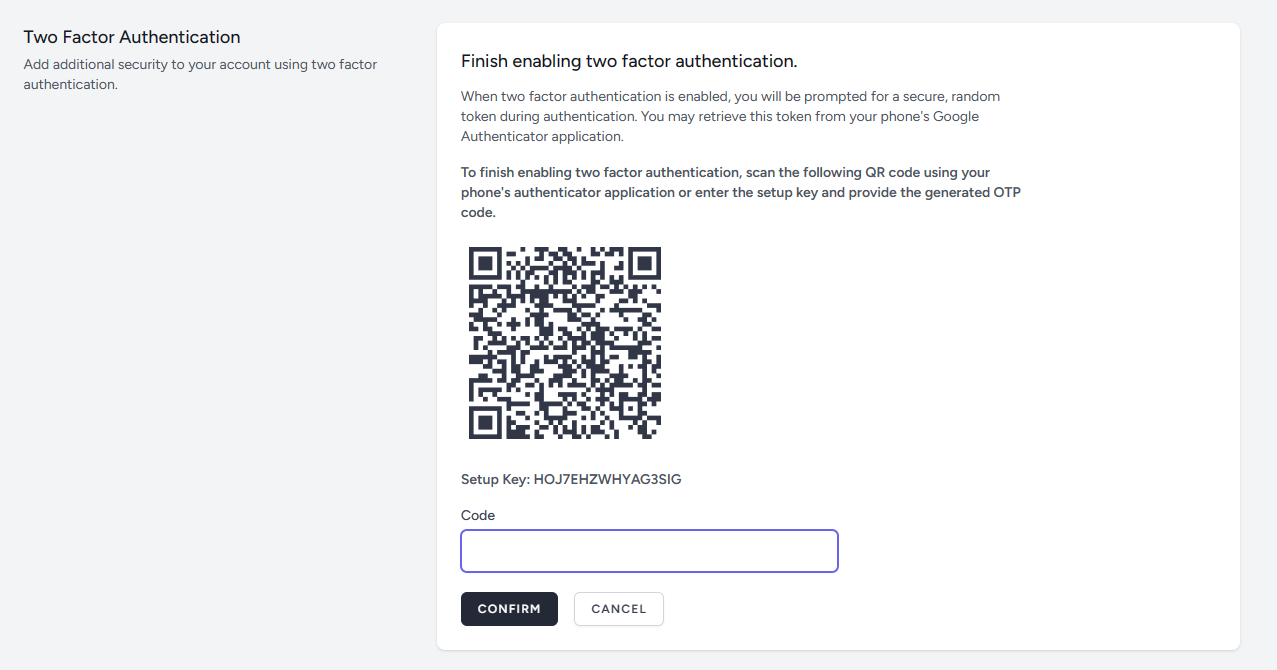 Two Factor Authentication
Add additional security to your account using two factor
authentication.
Finish enabling two factor authentication.
When two factor authentication is enabled, you will be prompted for a secure, random
token during authentication. You may retrieve this token from your phone's Google
Authenticator application.
To finish enabling two factor authentication, scan the following QR code using your
phone's authenticator application or enter the setup key and provide the generated OTP
code.
Setup Key: HOJ7EHZWHYAG3SIG
Code
CONFIRM
CANCEL